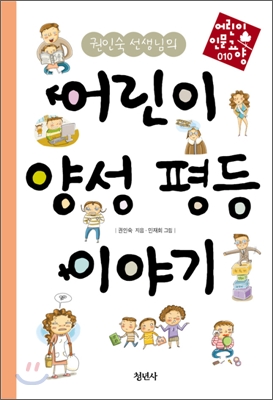 권인숙 선생님의
어린이
인물 교양
010
어린이
양성 평등
이야기
권인숙 지음 · 민재회 그림
청년사